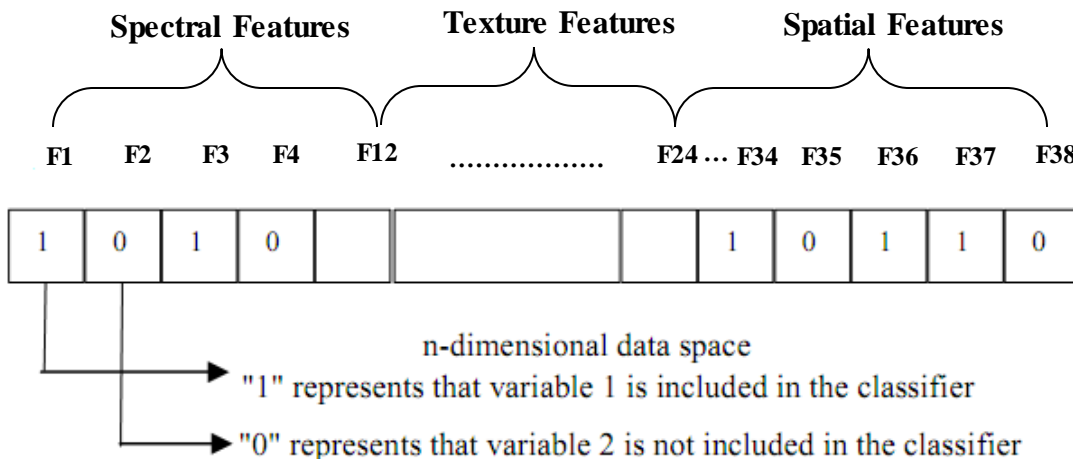 Spectral Features Texture Features Spatial Features
F1 F2 F3 F4 F12 .................. F24 ... F34 F35 F36 F37 F38
1 0 1 0 1 0 1 1 0
n-dimensional data space
"1" represents that variable 1 is included in the classifier
"0" represents that variable 2 is not included in the classifier